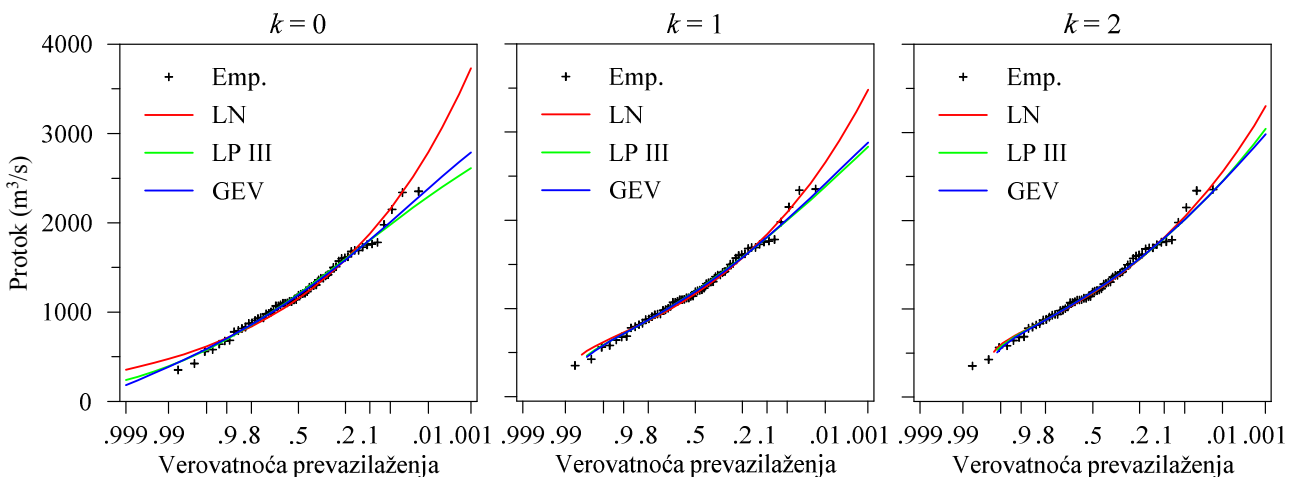 k = 0
k = 1
k = 2
4000
3000
2000
1000
0
Protok (m³/s)
Emp.
LN
LP III
GEV
Emp.
LN
LP III
GEV
Emp.
LN
LP III
GEV
.999 .99 .9 .8 .5 .2 .1 .01 .001
.999 .99 .9 .8 .5 .2 .1 .01 .001
.999 .99 .9 .8 .5 .2 .1 .01 .001
Verovatnoća prevazilaženja
Verovatnoća prevazilaženja
Verovatnoća prevazilaženja